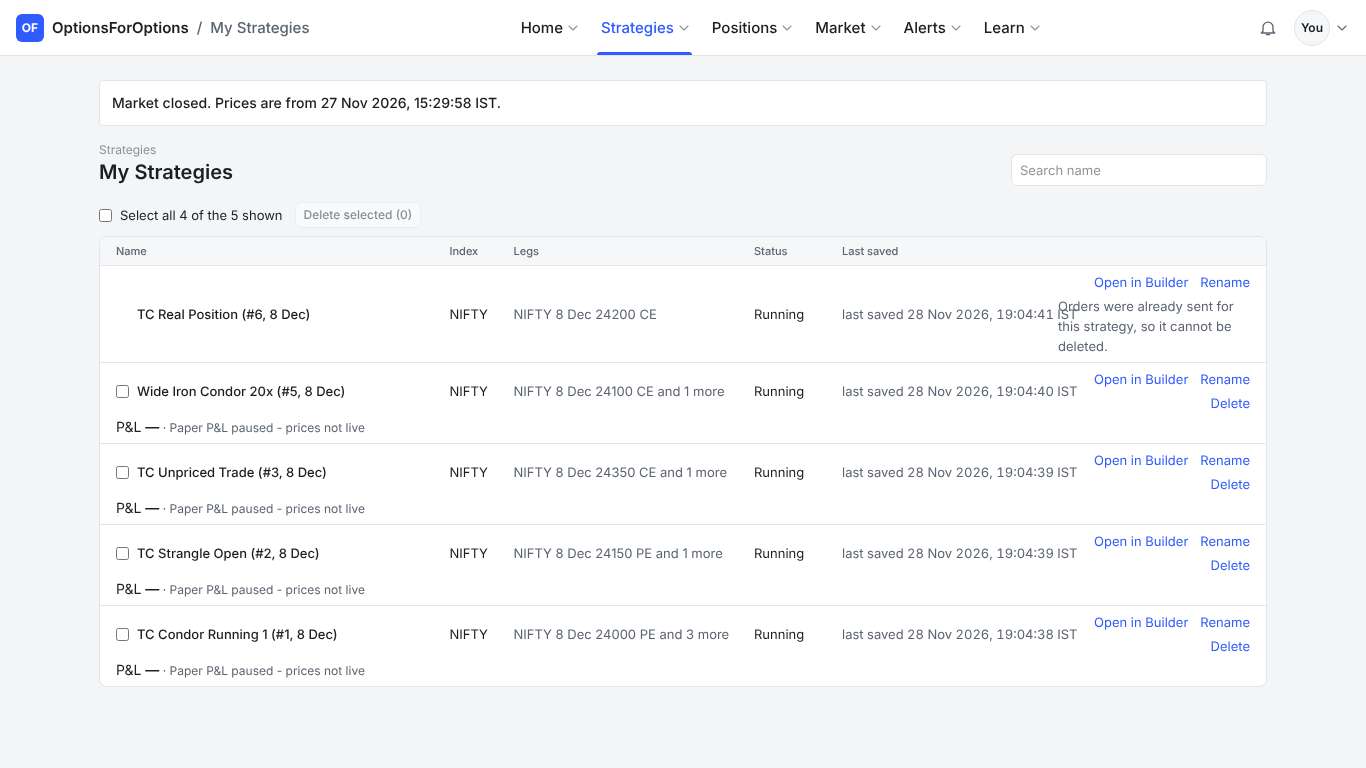 OF OptionsForOptions / My Strategies Home Strategies Positions Market Alerts Learn You
Market closed. Prices are from 27 Nov 2026, 15:29:58 IST.
Strategies
My Strategies
Search name
Select all 4 of the 5 shown Delete selected (0)
Name Index Legs Status Last saved
Open in Builder Rename
TC Real Position (#6, 8 Dec) NIFTY NIFTY 8 Dec 24200 CE Running last saved 28 Nov 2026, 19:04:41 IST
Orders were already sent for
this strategy, so it cannot be
deleted.
Open in Builder Rename
Wide Iron Condor 20x (#5, 8 Dec) NIFTY NIFTY 8 Dec 24100 CE and 1 more Running last saved 28 Nov 2026, 19:04:40 IST
Delete
P&L — · Paper P&L paused - prices not live
Open in Builder Rename
TC Unpriced Trade (#3, 8 Dec) NIFTY NIFTY 8 Dec 24350 CE and 1 more Running last saved 28 Nov 2026, 19:04:39 IST
Delete
P&L — · Paper P&L paused - prices not live
Open in Builder Rename
TC Strangle Open (#2, 8 Dec) NIFTY NIFTY 8 Dec 24150 PE and 1 more Running last saved 28 Nov 2026, 19:04:39 IST
Delete
P&L — · Paper P&L paused - prices not live
Open in Builder Rename
TC Condor Running 1 (#1, 8 Dec) NIFTY NIFTY 8 Dec 24000 PE and 3 more Running last saved 28 Nov 2026, 19:04:38 IST
Delete
P&L — · Paper P&L paused - prices not live